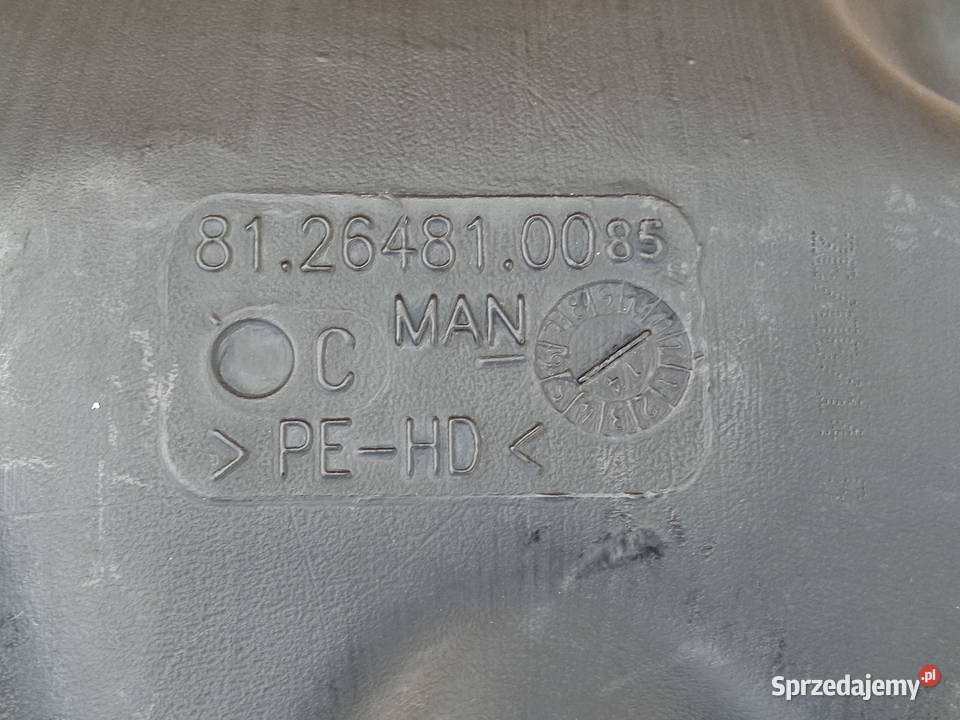 81.26481.0085
MAN
C
>PE-HD<
Sprzedajemy.pl